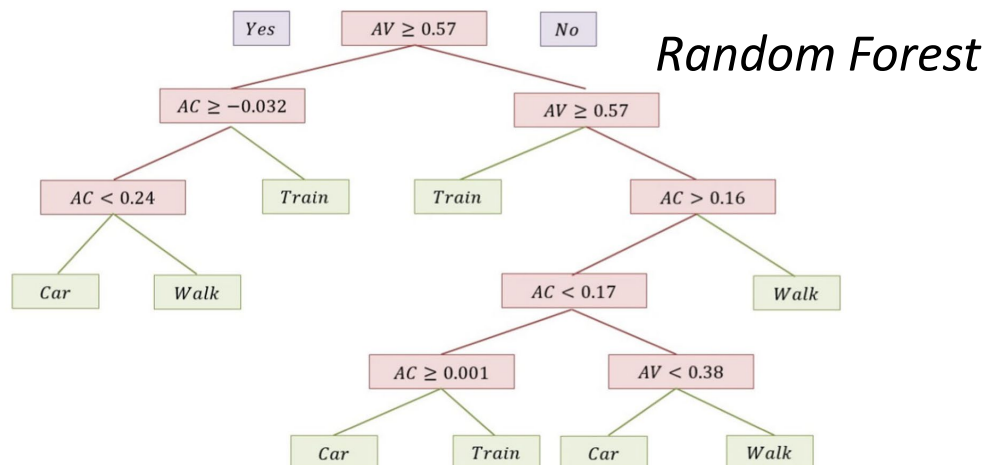 Yes
AV ≥ 0.57
No
Random Forest
AC ≥ −0.032
AV ≥ 0.57
AC < 0.24
Train
Train
AC > 0.16
Car
Walk
AC < 0.17
Walk
AC ≥ 0.001
AV < 0.38
Car
Train
Car
Walk